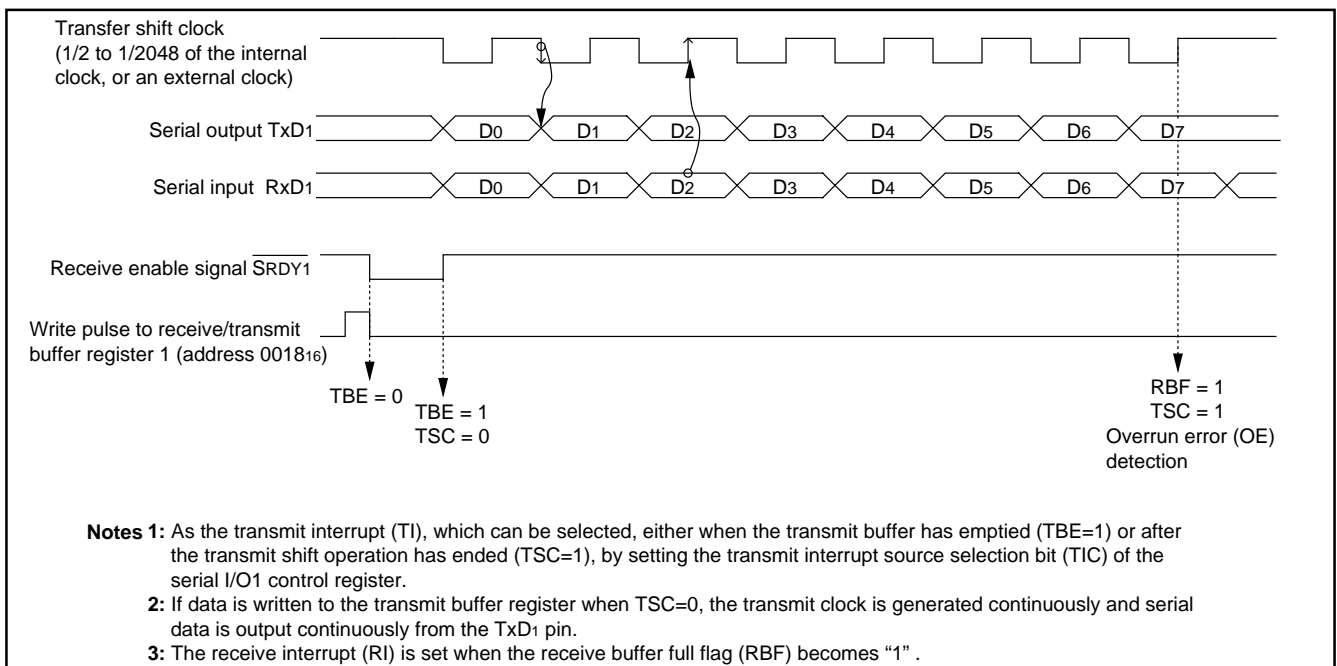 Transfer shift clock
(1/2 to 1/2048 of the internal
clock, or an external clock)
Serial output TxD1
D0 D1 D2 D3 D4 D5 D6 D7
Serial input RxD1
D0 D1 D2 D3 D4 D5 D6 D7
Receive enable signal SRDY1
Write pulse to receive/transmit
buffer register 1 (address 001816)
TBE = 0
TBE = 1
TSC = 0
RBF = 1
TSC = 1
Overrun error (OE)
detection
Notes 1: As the transmit interrupt (TI), which can be selected, either when the transmit buffer has emptied (TBE=1) or after
the transmit shift operation has ended (TSC=1), by setting the transmit interrupt source selection bit (TIC) of the
serial I/O1 control register.
2: If data is written to the transmit buffer register when TSC=0, the transmit clock is generated continuously and serial
data is output continuously from the TxD1 pin.
3: The receive interrupt (RI) is set when the receive buffer full flag (RBF) becomes “1” .